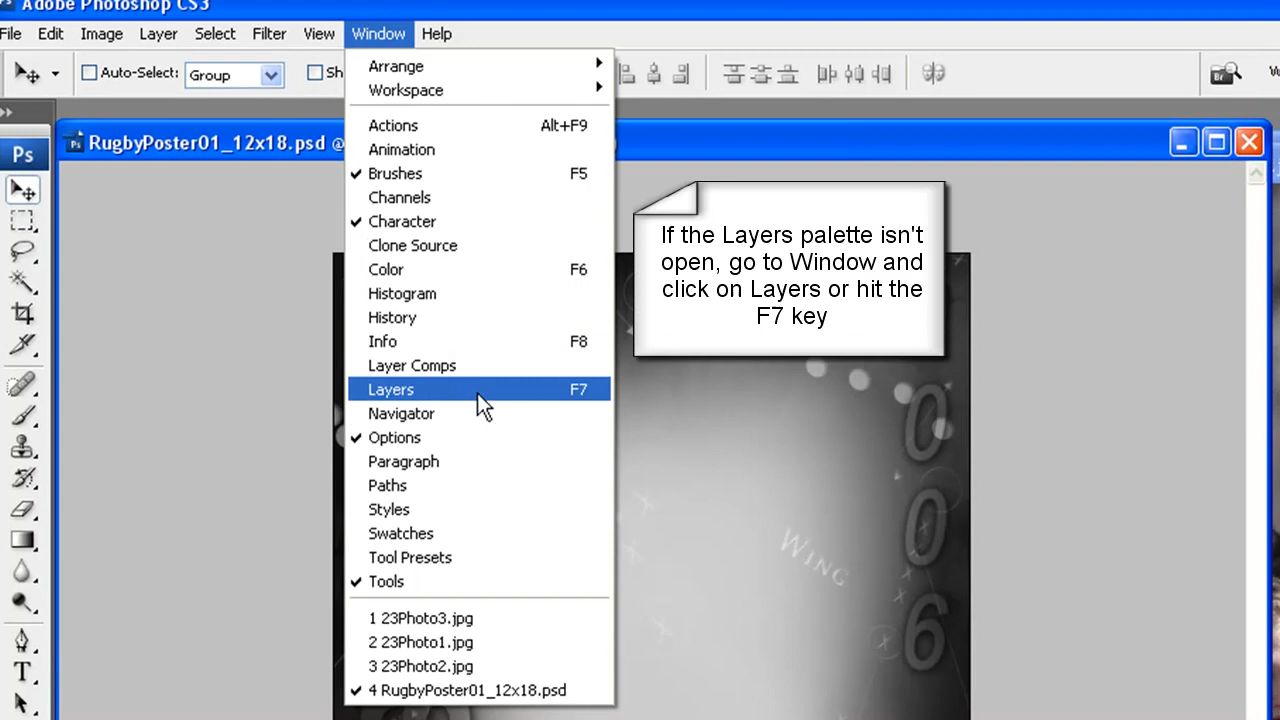 Adobe Photoshop CS3
File Edit Image Layer Select Filter View Window Help
Auto-Select: Group Sh
Arrange
Workspace
Actions Alt+F9
Animation
Brushes F5
Channels
Character
Clone Source
Color F6
Histogram
History
Info F8
Layer Comps
Layers F7
Navigator
Options
Paragraph
Paths
Styles
Swatches
Tool Presets
Tools
1 23Photo3.jpg
2 23Photo1.jpg
3 23Photo2.jpg
4 RugbyPoster01_12x18.psd
Ps
RugbyPoster01_12x18.psd @
If the Layers palette isn't
open, go to Window and
click on Layers or hit the
F7 key
WING
0
0
6